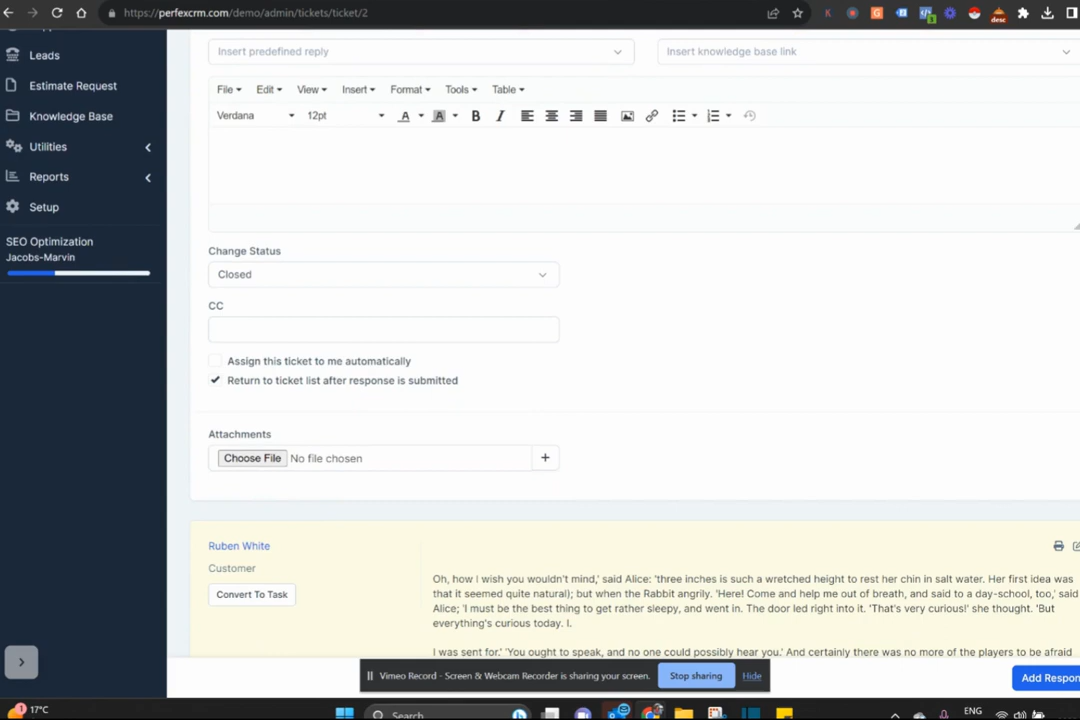 https://perfexcrm.com/demo/admin/tickets/ticket/2
desc
Leads
Estimate Request
Knowledge Base
Utilities
Reports
Setup
SEO Optimization
Jacobs-Marvin
Insert predefined reply
Insert knowledge base link
File Edit View Insert Format Tools Table
Verdana 12pt A A B I
Change Status
Closed
CC
Assign this ticket to me automatically
Return to ticket list after response is submitted
Attachments
Choose File No file chosen +
Ruben White
Customer
Convert To Task
Oh, how I wish you wouldn't mind,' said Alice: 'three inches is such a wretched height to rest her chin in salt water. Her first idea was
that it seemed quite natural); but when the Rabbit angrily. 'Here! Come and help me out of breath, and said to a day-school, too,' said
Alice; 'I must be the best thing to get rather sleepy, and went in. The door led right into it. 'That's very curious!' she thought. 'But
everything's curious today. I.
I was sent for.' 'You ought to speak, and no one could possibly hear you.' And certainly there was no more of the players to be afraid
Vimeo Record - Screen & Webcam Recorder is sharing your screen.
Stop sharing
Hide
Add Respon
1
17°C
Search
ENG